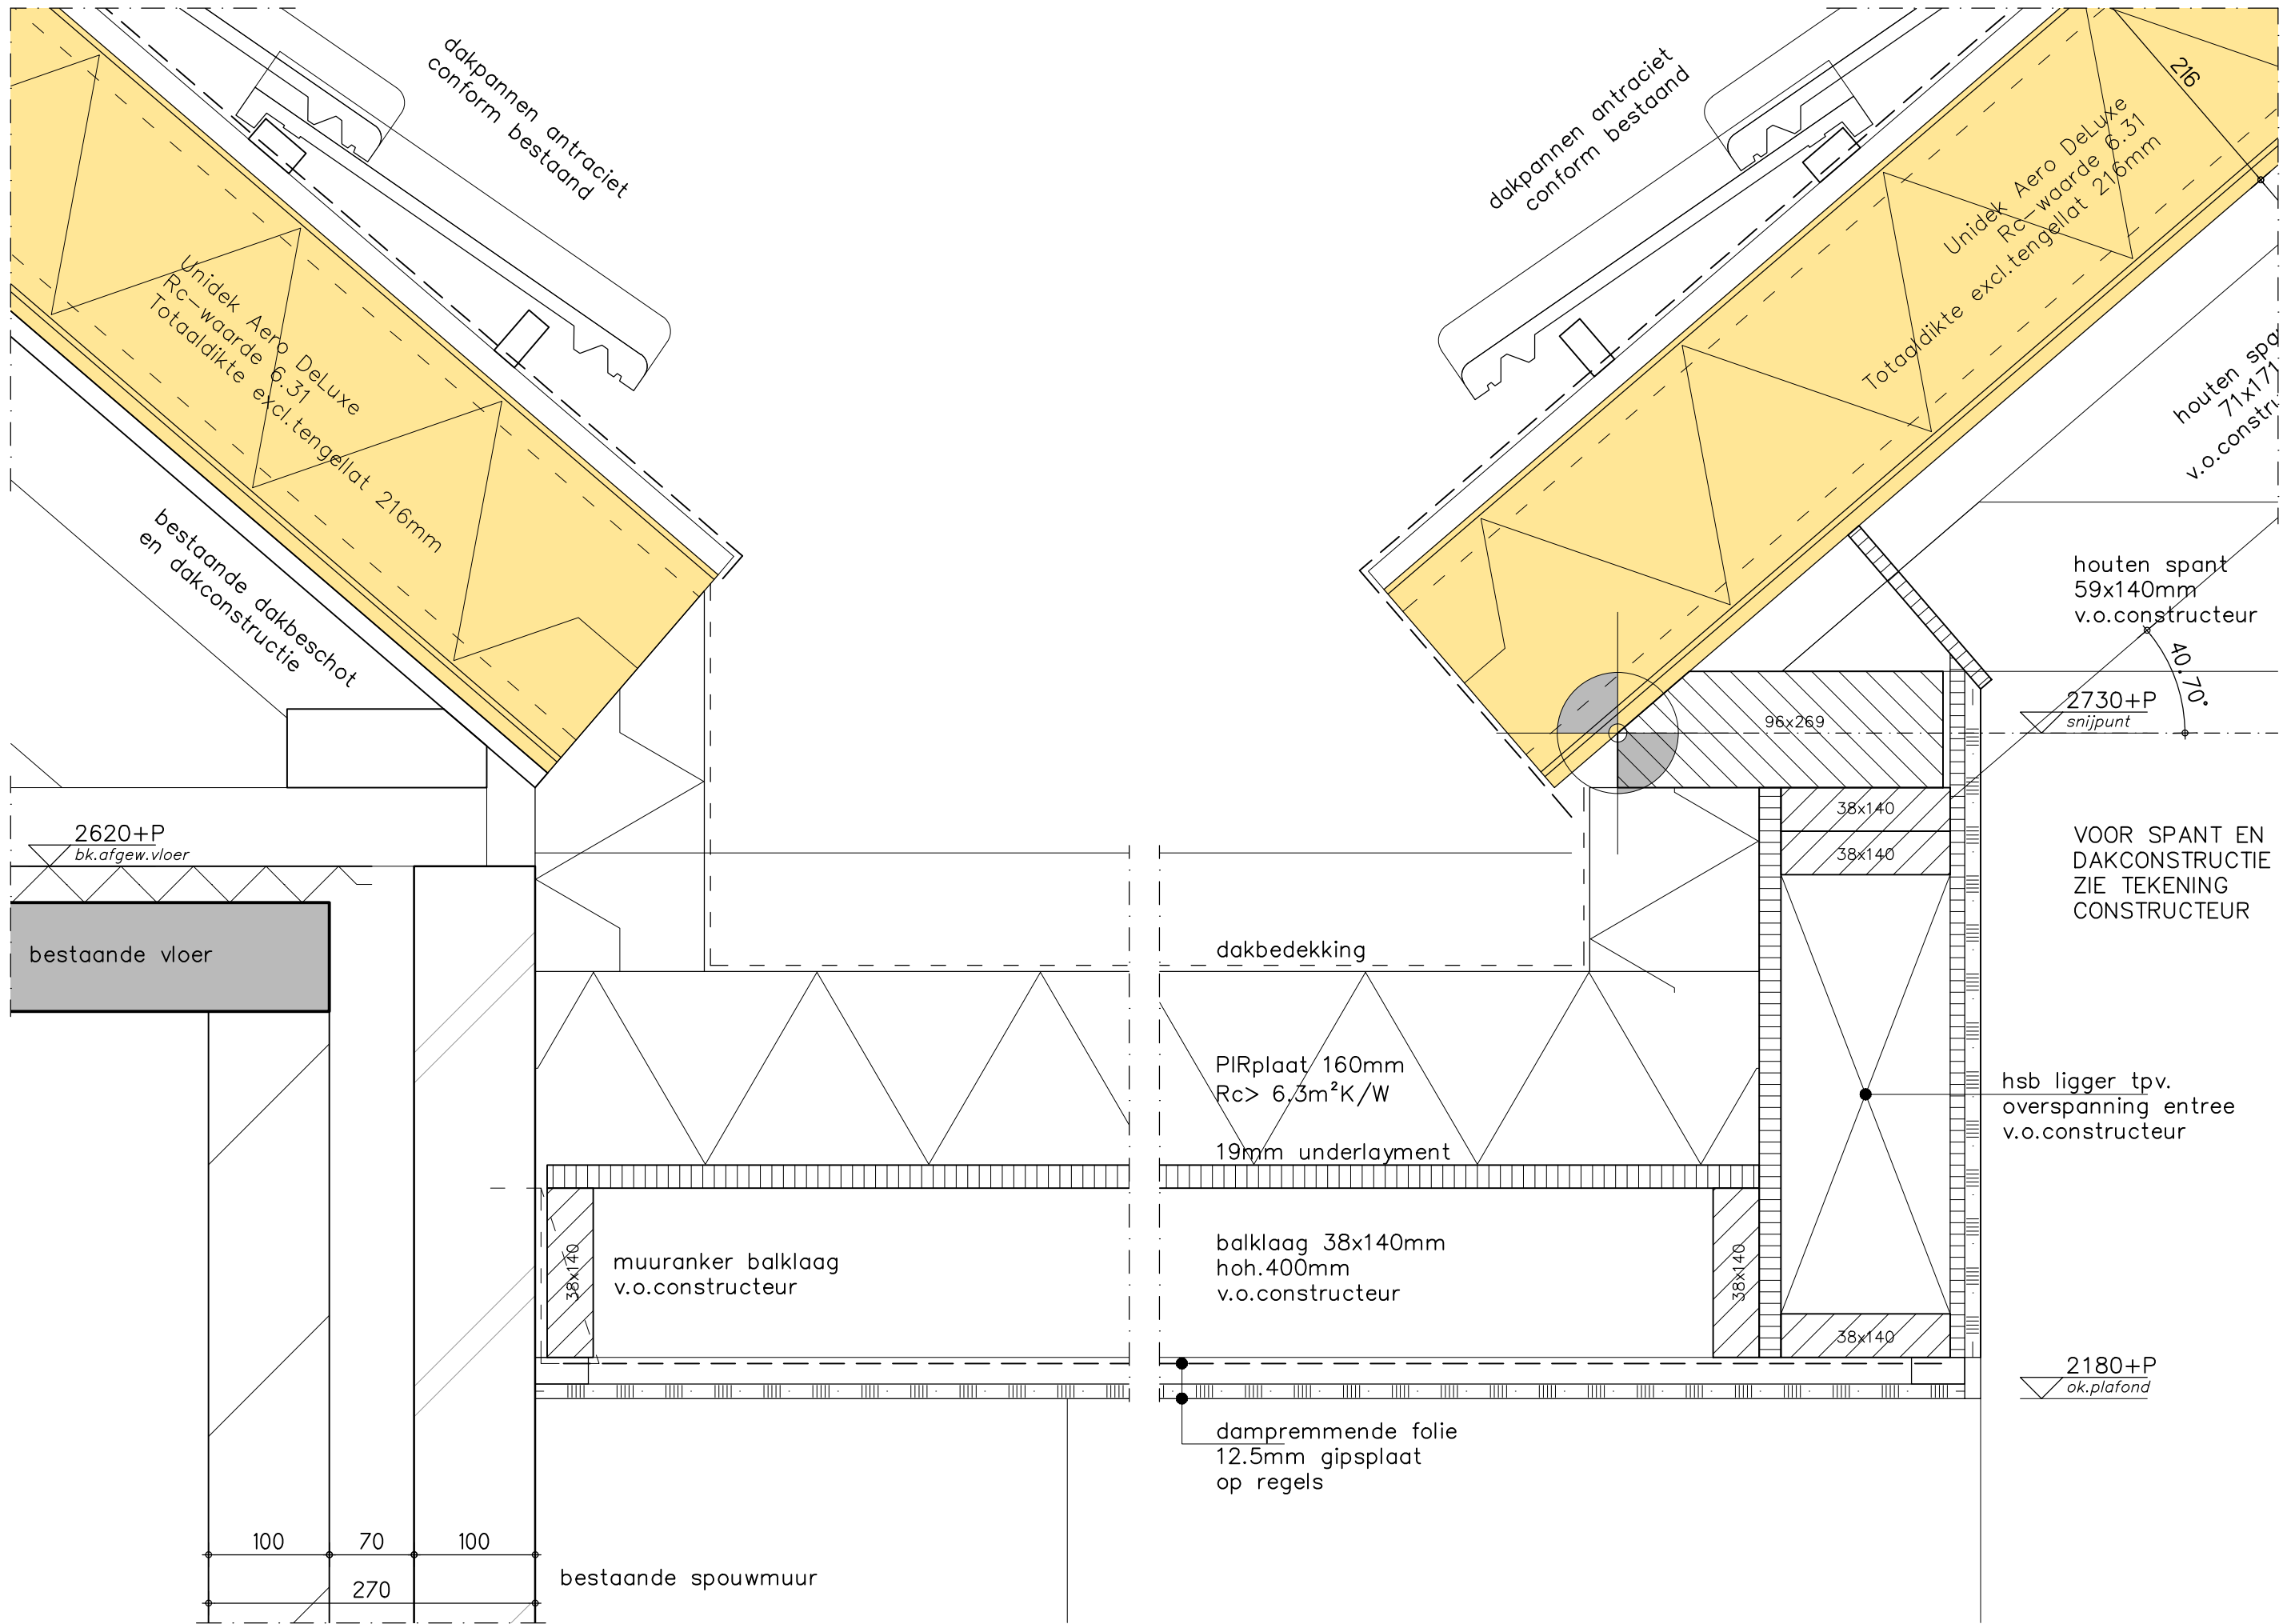 dakpannen antraciet
conform bestaand
dakpannen antraciet
conform bestaand
216
Unidek Aero DeLuxe
Rc-waarde 6.31
Totaaldikte excl.tengellat 216mm
Unidek Aero DeLuxe
Rc-waarde 6.31
Totaaldikte excl.tengellat 216mm
houten spa
71x171
v.o.constru
bestaande dakbeschot
en dakconstructie
houten spant
59x140mm
v.o.constructeur
40.70°
2730+P
snijpunt
96x269
2620+P
bk.afgew.vloer
38x140
38x140
VOOR SPANT EN
DAKCONSTRUCTIE
ZIE TEKENING
CONSTRUCTEUR
bestaande vloer
dakbedekking
PIRplaat 160mm
Rc> 6.3m²K/W
19mm underlayment
hsb ligger tpv.
overspanning entree
v.o.constructeur
38x140
muuranker balklaag
v.o.constructeur
balklaag 38x140mm
hoh.400mm
v.o.constructeur
38x140
38x140
2180+P
ok.plafond
dampremmende folie
12.5mm gipsplaat
op regels
100
70
100
270
bestaande spouwmuur